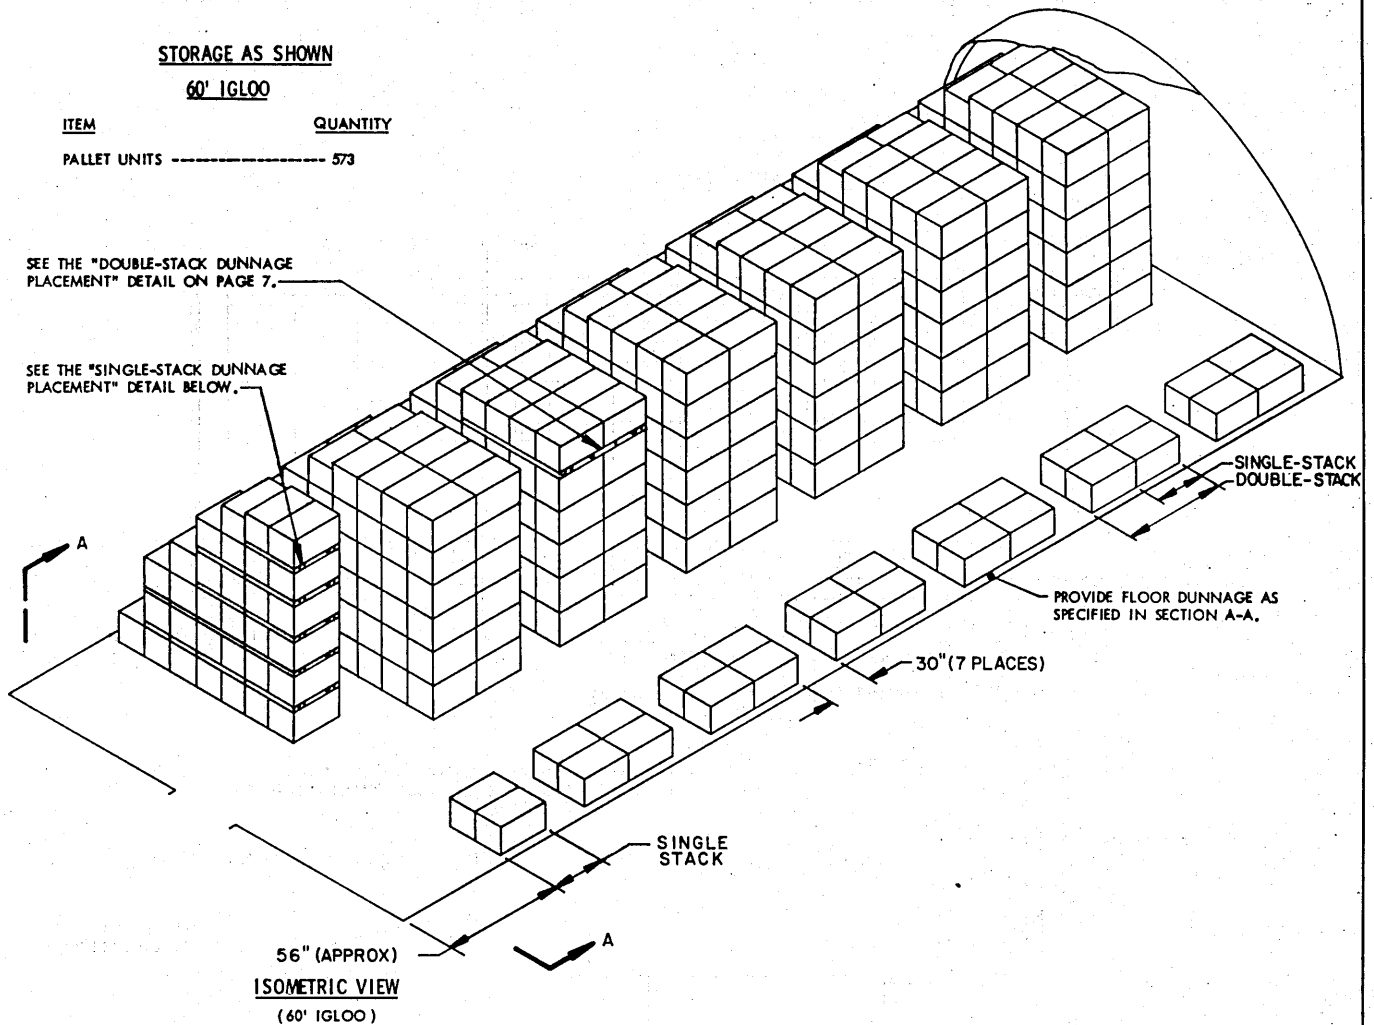 STORAGE AS SHOWN
60' IGLOO
ITEM QUANTITY
PALLET UNITS ---------------------- 573
SEE THE "DOUBLE-STACK DUNNAGE
PLACEMENT" DETAIL ON PAGE 7.
SEE THE "SINGLE-STACK DUNNAGE
PLACEMENT" DETAIL BELOW.
A
SINGLE-STACK
DOUBLE-STACK
PROVIDE FLOOR DUNNAGE AS
SPECIFIED IN SECTION A-A.
30" (7 PLACES)
SINGLE
STACK
A
56" (APPROX)
ISOMETRIC VIEW
(60' IGLOO)